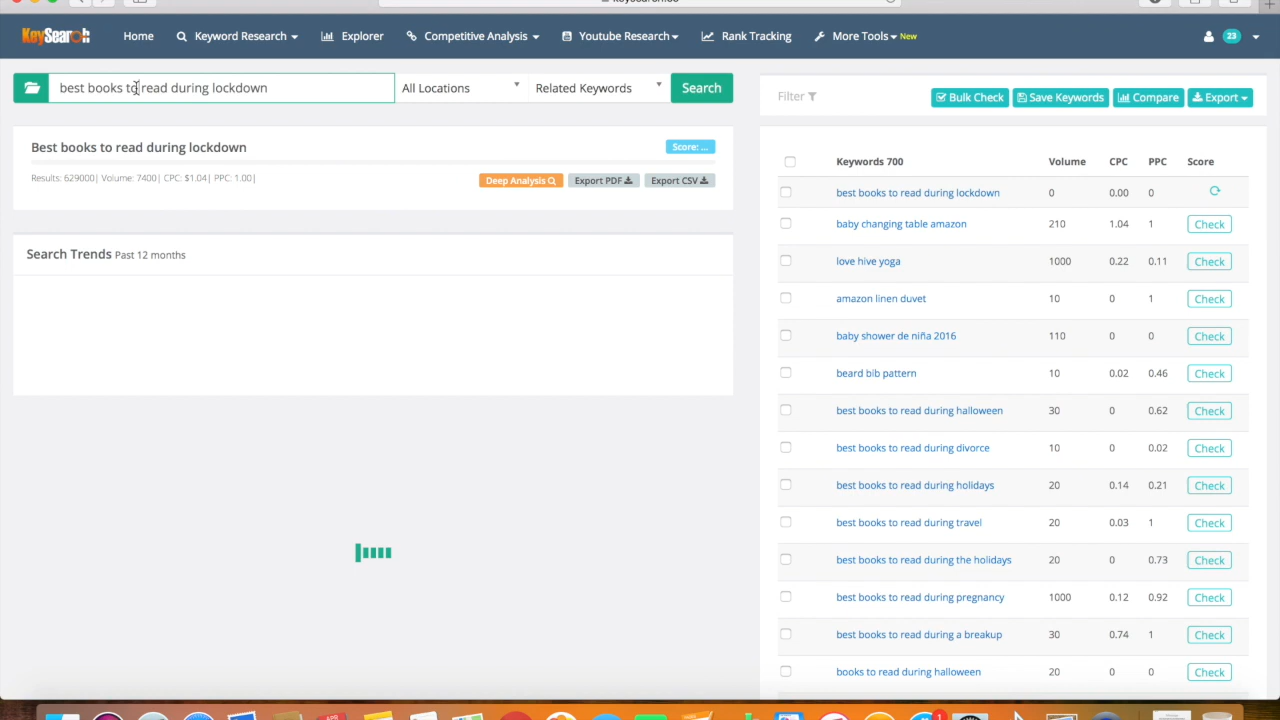 KeySearch
Home
Keyword Research
Explorer
Competitive Analysis
Youtube Research
Rank Tracking
More Tools New
23
best books to read during lockdown
All Locations
Related Keywords
Search
Best books to read during lockdown
Score: ...
Results: 629000| Volume: 7400| CPC: $1.04| PPC: 1.00|
Deep Analysis
Export PDF
Export CSV
Search Trends Past 12 months
Filter
Bulk Check
Save Keywords
Compare
Export
Keywords 700 Volume CPC PPC Score
best books to read during lockdown 0 0.00 0
baby changing table amazon 210 1.04 1 Check
love hive yoga 1000 0.22 0.11 Check
amazon linen duvet 10 0 1 Check
baby shower de niña 2016 110 0 0 Check
beard bib pattern 10 0.02 0.46 Check
best books to read during halloween 30 0 0.62 Check
best books to read during divorce 10 0 0.02 Check
best books to read during holidays 20 0.14 0.21 Check
best books to read during travel 20 0.03 1 Check
best books to read during the holidays 20 0 0.73 Check
best books to read during pregnancy 1000 0.12 0.92 Check
best books to read during a breakup 30 0.74 1 Check
books to read during halloween 20 0 0 Check